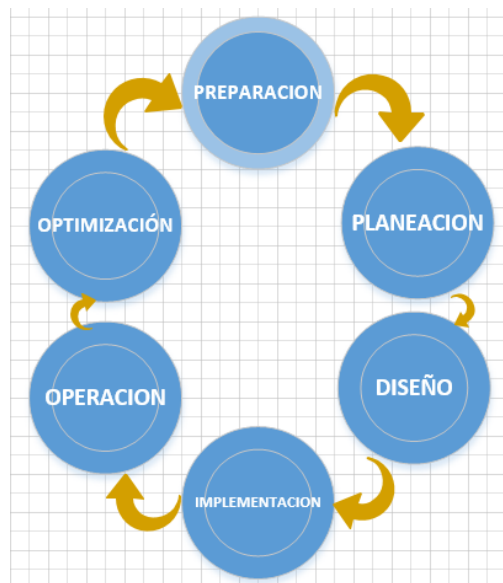 PREPARACION
PLANEACION
DISEÑO
IMPLEMENTACION
OPERACION
OPTIMIZACIÓN